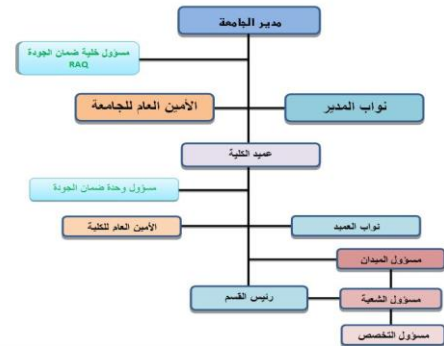 مدير الجامعة
مسؤول خلية ضمان الجودة
RAQ
الأمين العام للجامعة
نواب المدير
عميد الكلية
مسؤول وحدة ضمان الجودة
الأمين العام للكلية
نواب العميد
مسؤول الميدان
رئيس القسم
مسؤول الشعبة
مسؤول التخصص